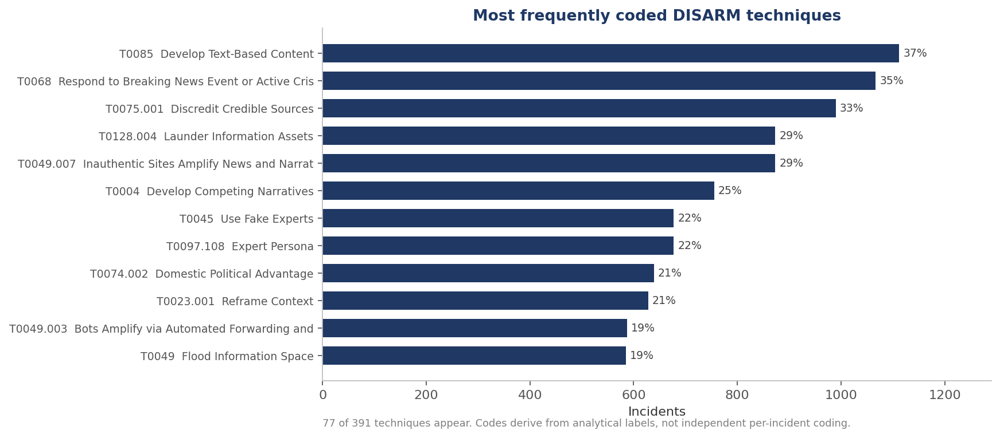 Most frequently coded DISARM techniques
T0085  Develop Text-Based Content
37%
T0068  Respond to Breaking News Event or Active Cris
35%
T0075.001  Discredit Credible Sources
33%
T0128.004  Launder Information Assets
29%
T0049.007  Inauthentic Sites Amplify News and Narrat
29%
T0004  Develop Competing Narratives
25%
T0045  Use Fake Experts
22%
T0097.108  Expert Persona
22%
T0074.002  Domestic Political Advantage
21%
T0023.001  Reframe Context
21%
T0049.003  Bots Amplify via Automated Forwarding and
19%
T0049  Flood Information Space
19%
0 200 400 600 800 1000 1200
Incidents
77 of 391 techniques appear. Codes derive from analytical labels, not independent per-incident coding.